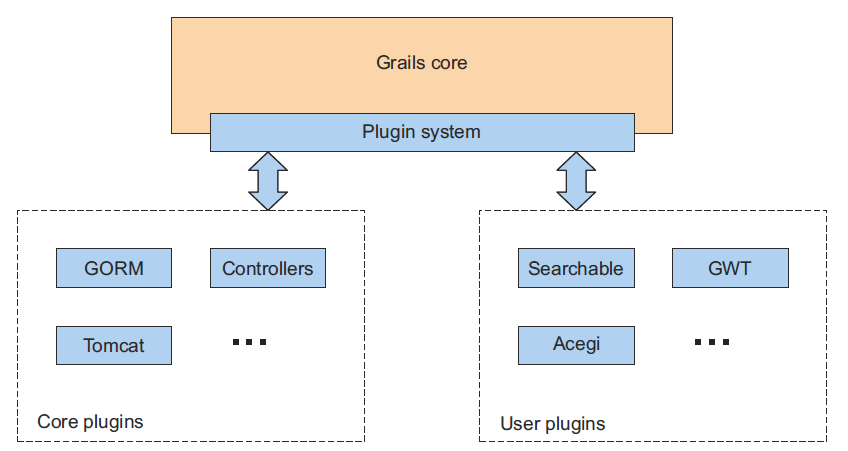 Grails core
Plugin system
GORM
Controllers
Tomcat
...
Core plugins
Searchable
GWT
Acegi
...
User plugins